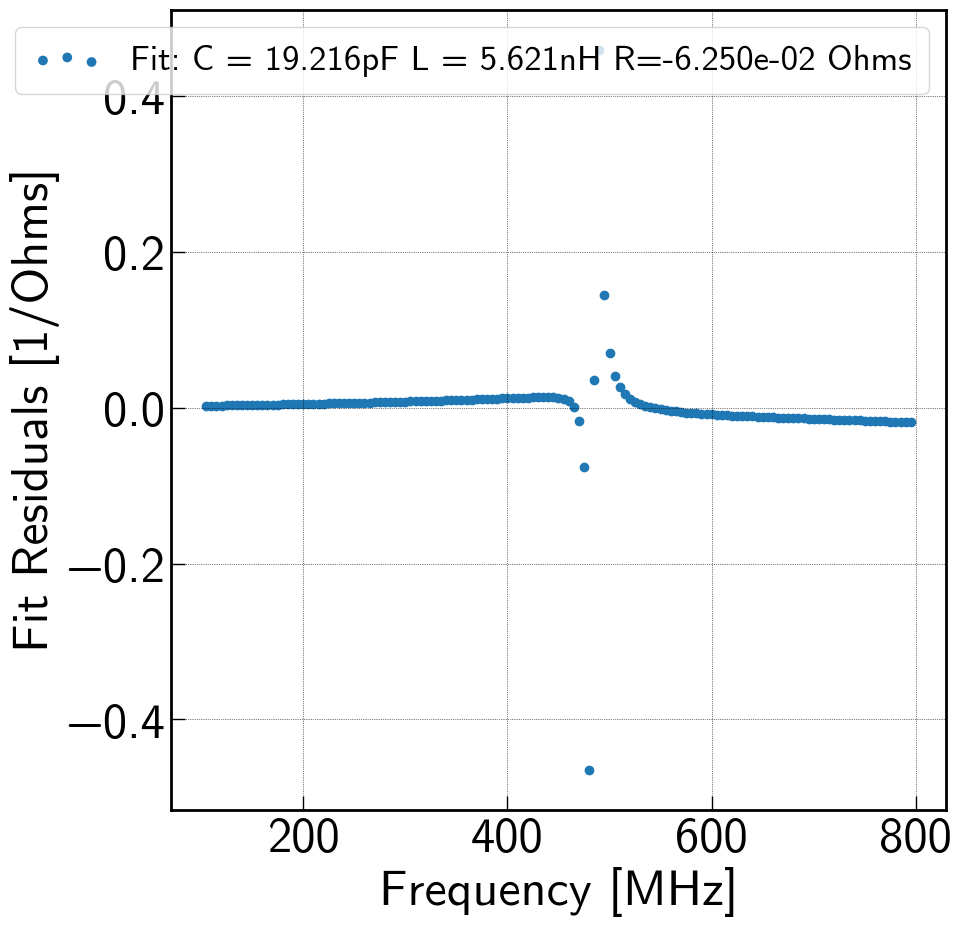 Fit: C = 19.216pF L = 5.621nH R=-6.250e-02 Ohms
0.4
0.2
0.0
−0.2
−0.4
Fit Residuals [1/Ohms]
200 400 600 800
Frequency [MHz]